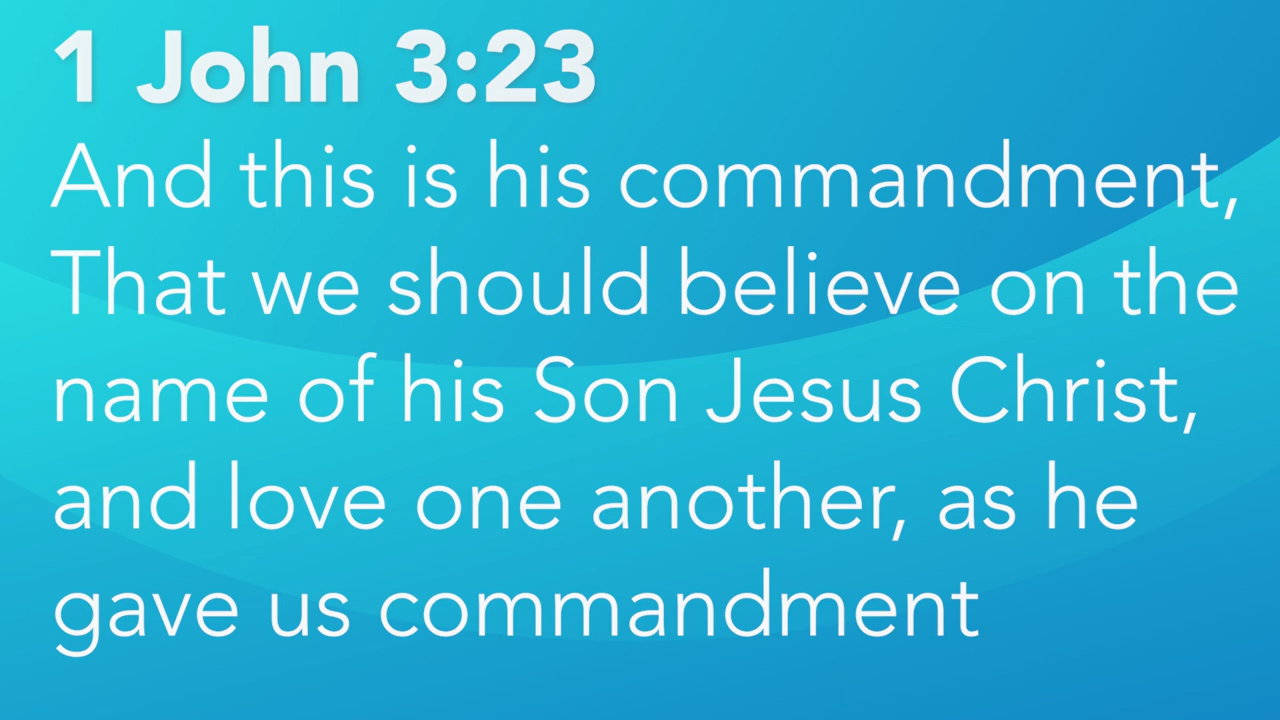 1 John 3:23
And this is his commandment,
That we should believe on the
name of his Son Jesus Christ,
and love one another, as he
gave us commandment